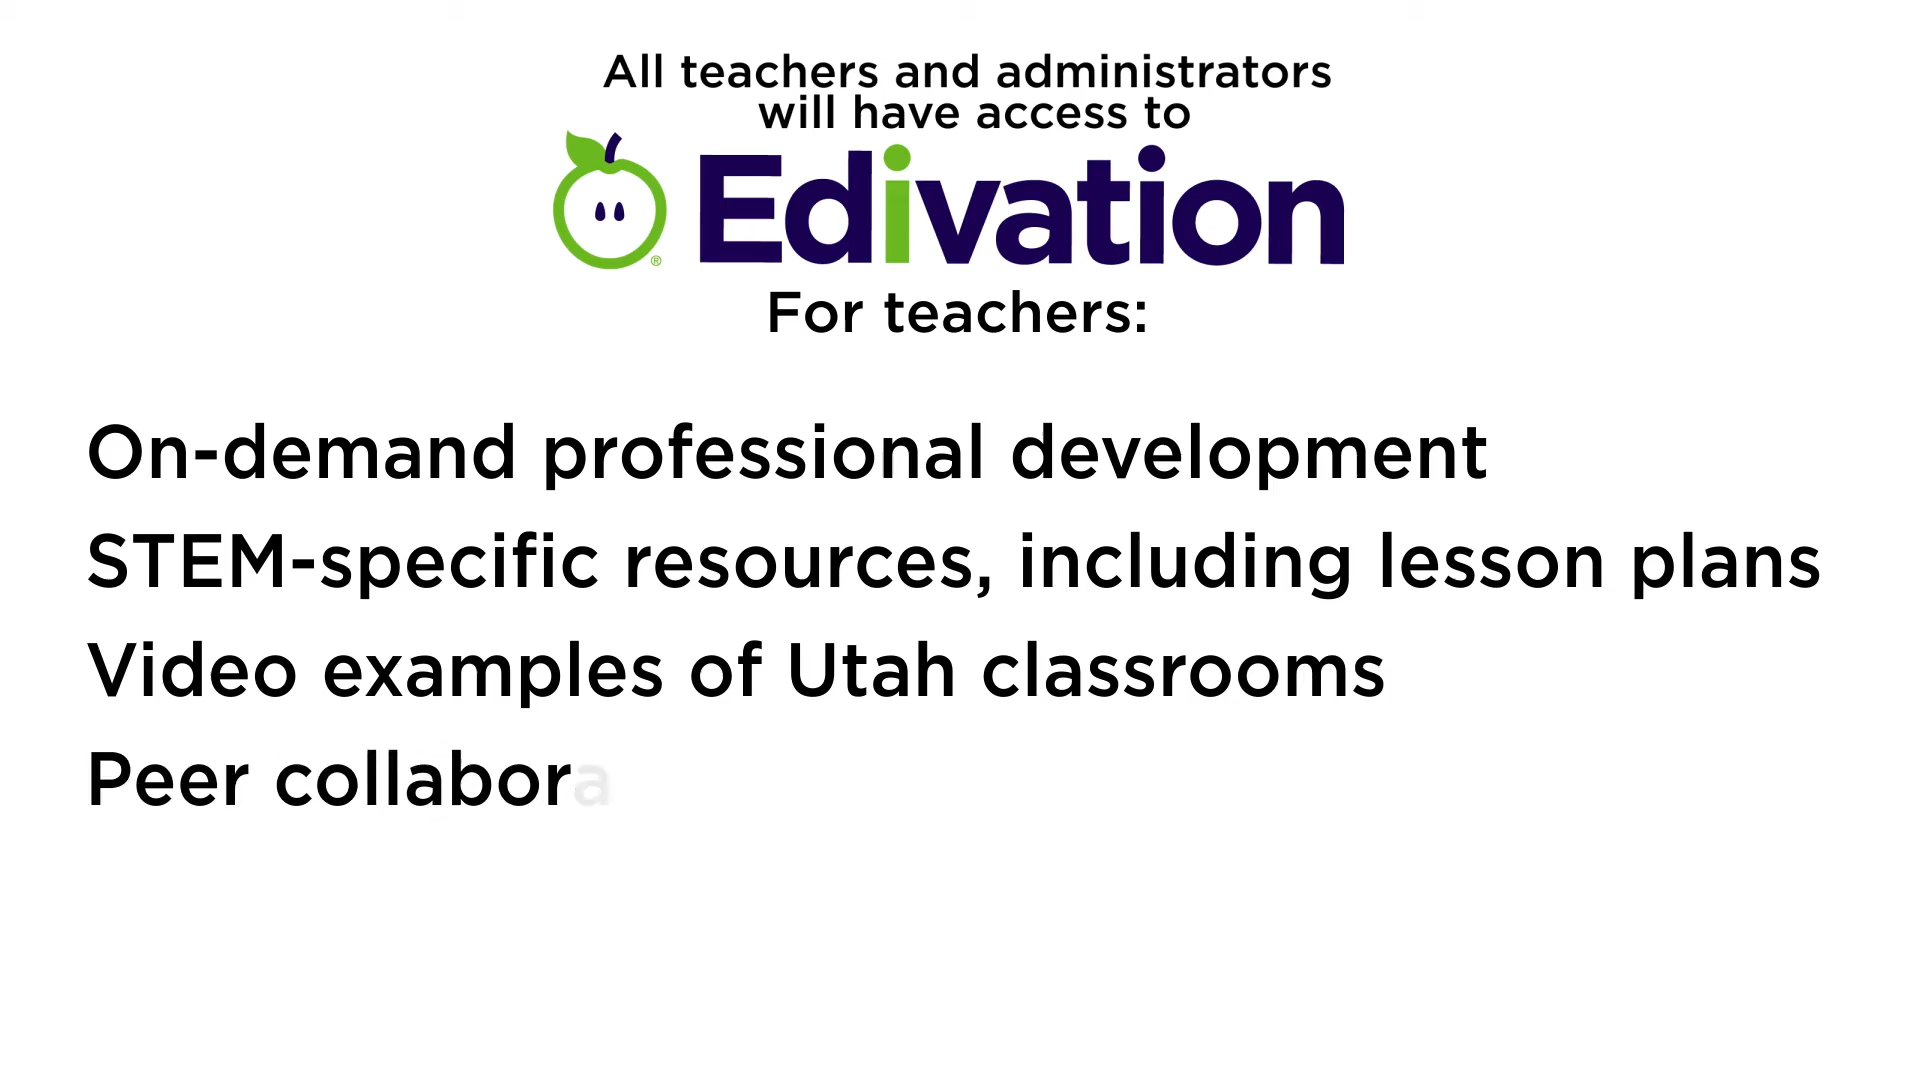 All teachers and administrators
will have access to
Edivation
®
For teachers:
On-demand professional development
STEM-specific resources, including lesson plans
Video examples of Utah classrooms
Peer collabora